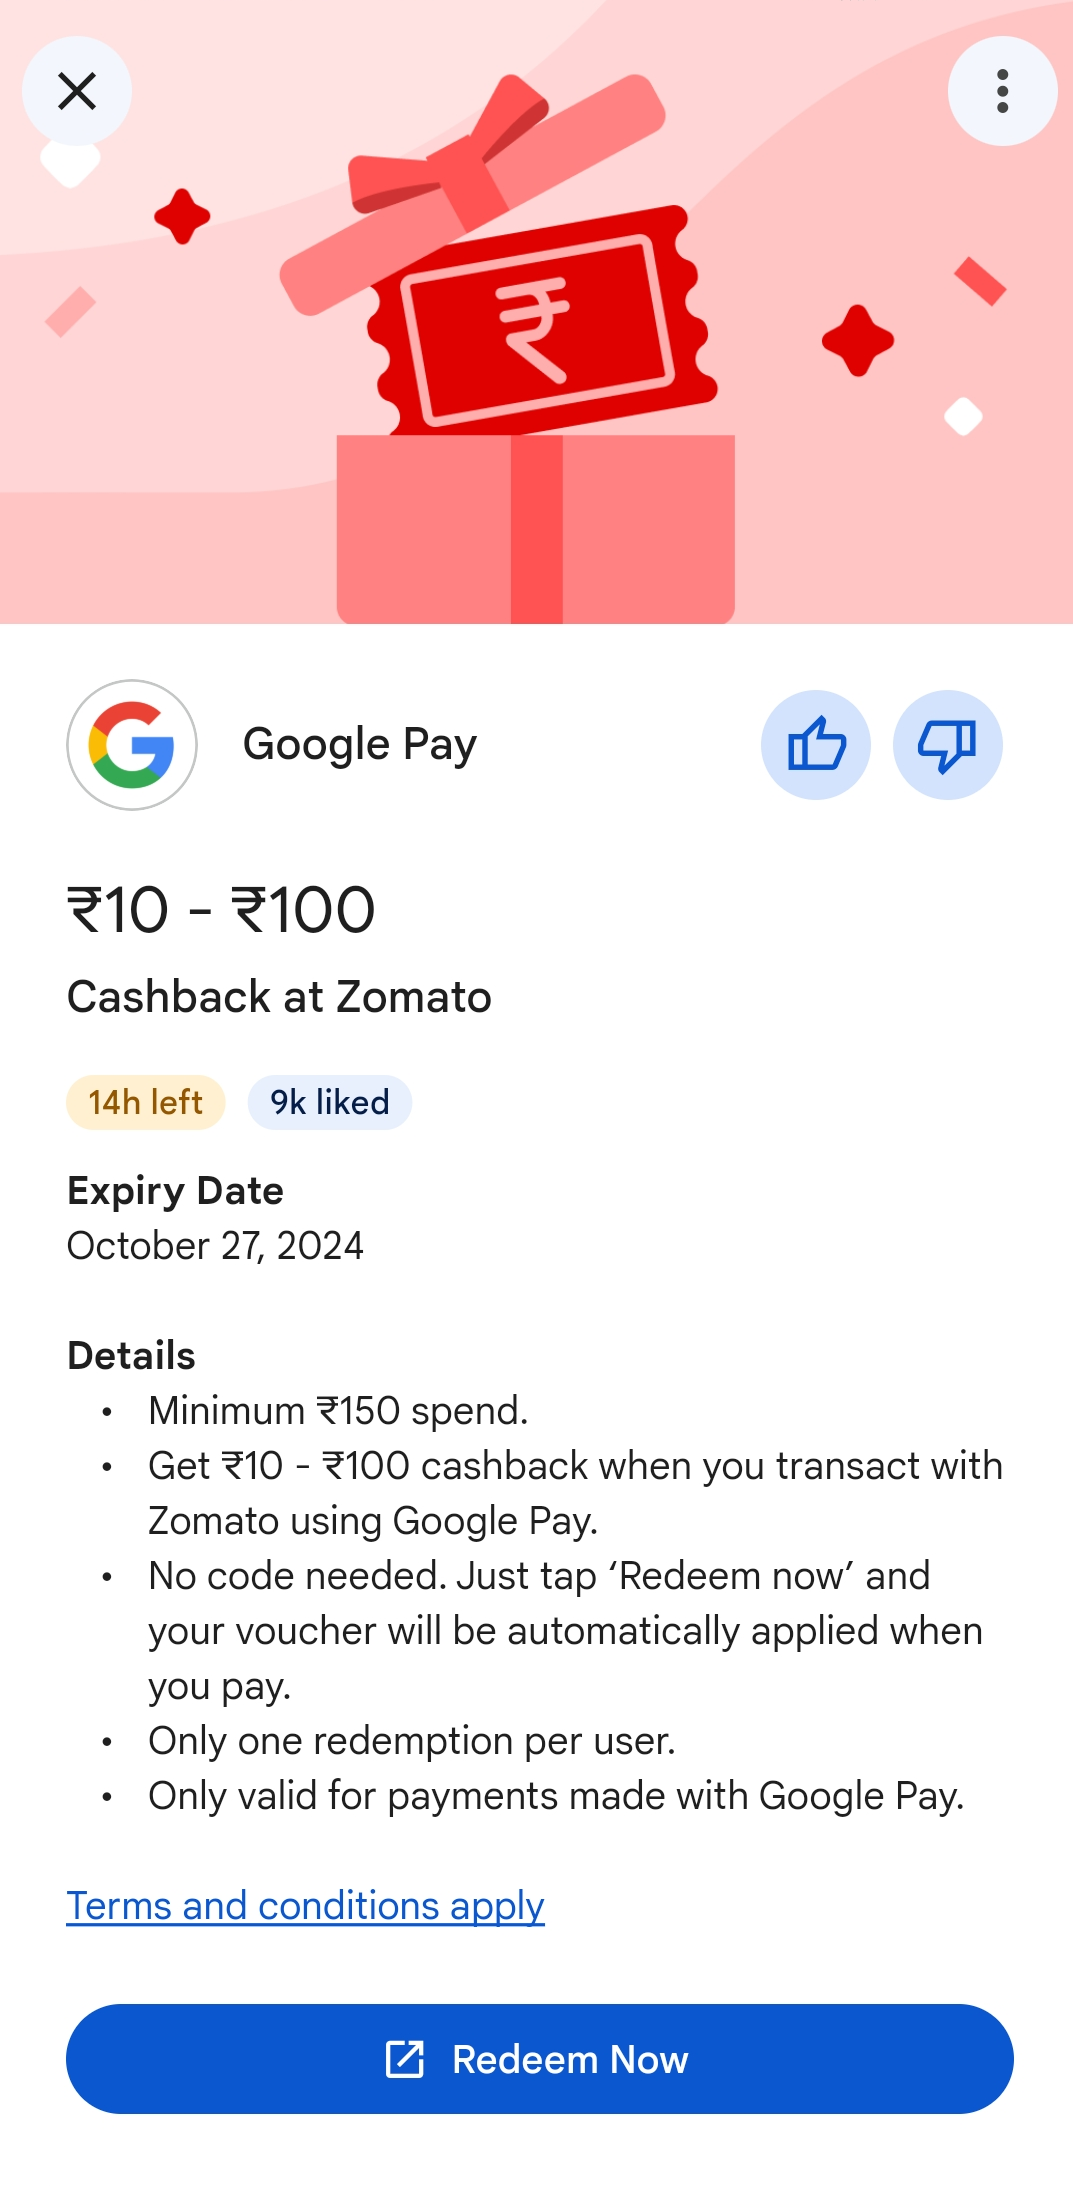 ₹
Google Pay
₹10 - ₹100
Cashback at Zomato
14h left
9k liked
Expiry Date
October 27, 2024
Details
• Minimum ₹150 spend.
• Get ₹10 - ₹100 cashback when you transact with
Zomato using Google Pay.
• No code needed. Just tap ‘Redeem now’ and
your voucher will be automatically applied when
you pay.
• Only one redemption per user.
• Only valid for payments made with Google Pay.
Terms and conditions apply
Redeem Now